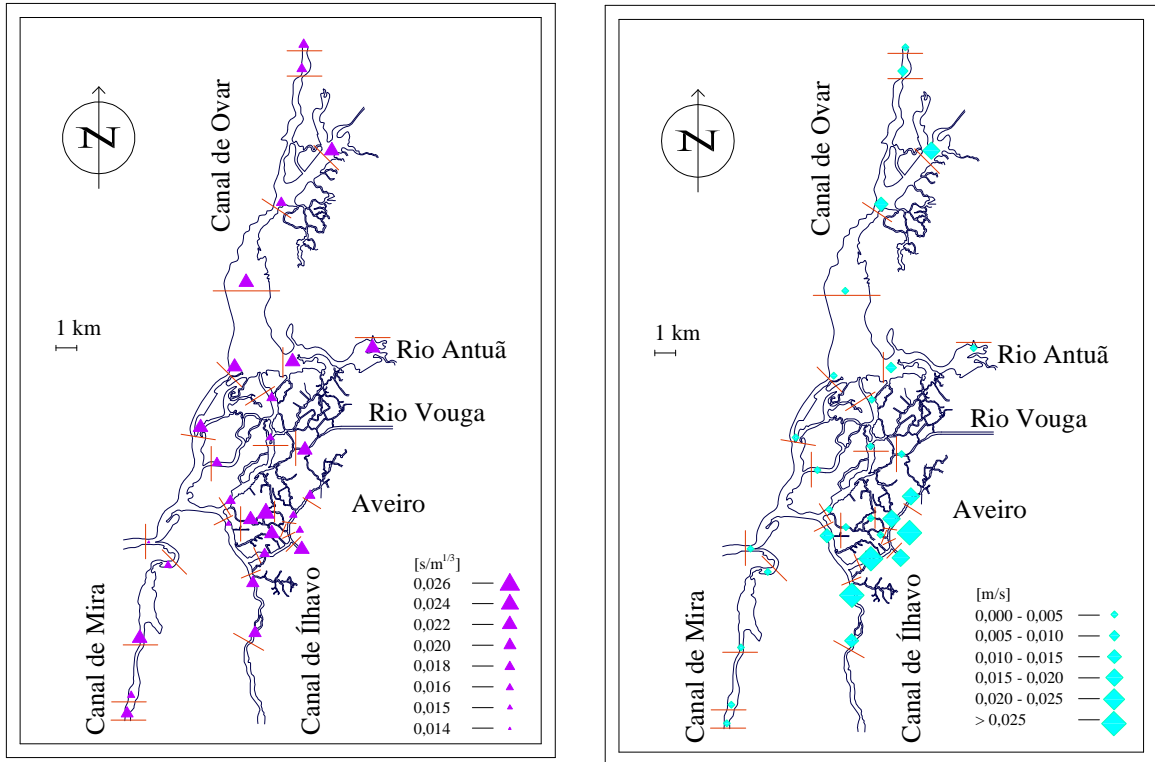 Canal de Ovar
N
1 km
Rio Antuã
Rio Vouga
Aveiro
Canal de Mira
Canal de Ílhavo
[s/m^1/3]
0,026
0,024
0,022
0,020
0,018
0,016
0,015
0,014
Canal de Ovar
N
1 km
Rio Antuã
Rio Vouga
Aveiro
Canal de Mira
Canal de Ílhavo
[m/s]
0,000 - 0,005
0,005 - 0,010
0,010 - 0,015
0,015 - 0,020
0,020 - 0,025
> 0,025